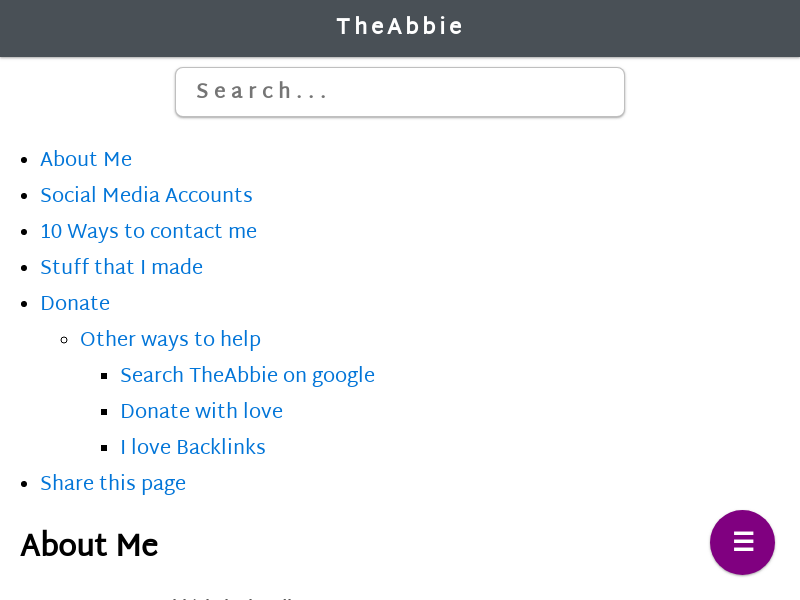 TheAbbie
Search...
About Me
Social Media Accounts
10 Ways to contact me
Stuff that I made
Donate
Other ways to help
Search TheAbbie on google
Donate with love
I love Backlinks
Share this page
About Me